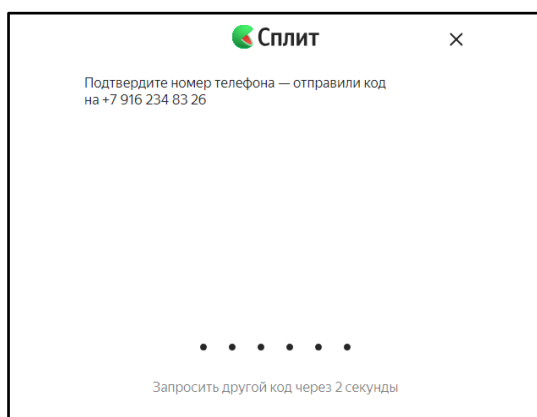 Сплит
Подтвердите номер телефона — отправили код
на +7 916 234 83 26
Запросить другой код через 2 секунды